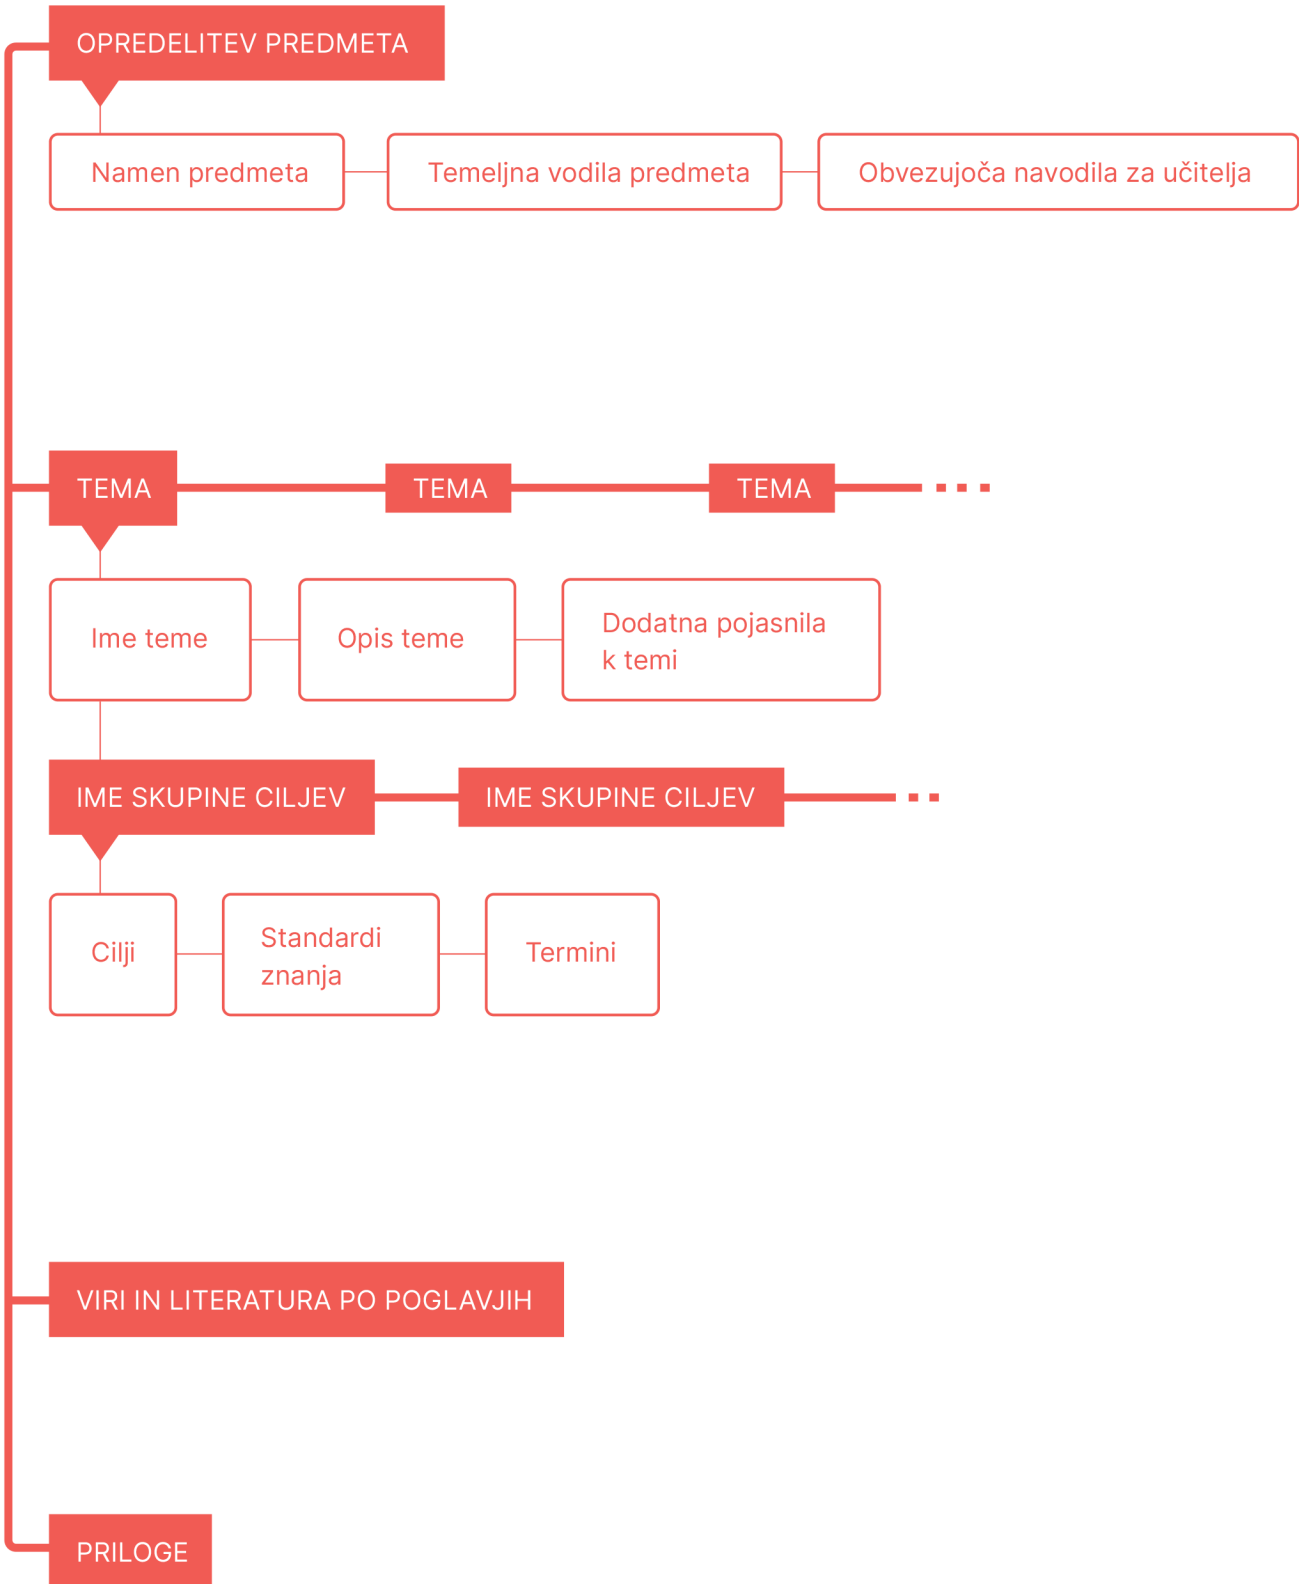 OPREDELITEV PREDMETA
Namen predmeta
Temeljna vodila predmeta
Obvezujoča navodila za učitelja
TEMA
TEMA
TEMA
Ime teme
Opis teme
Dodatna pojasnila
k temi
IME SKUPINE CILJEV
IME SKUPINE CILJEV
Cilji
Standardi
znanja
Termini
VIRI IN LITERATURA PO POGLAVJIH
PRILOGE